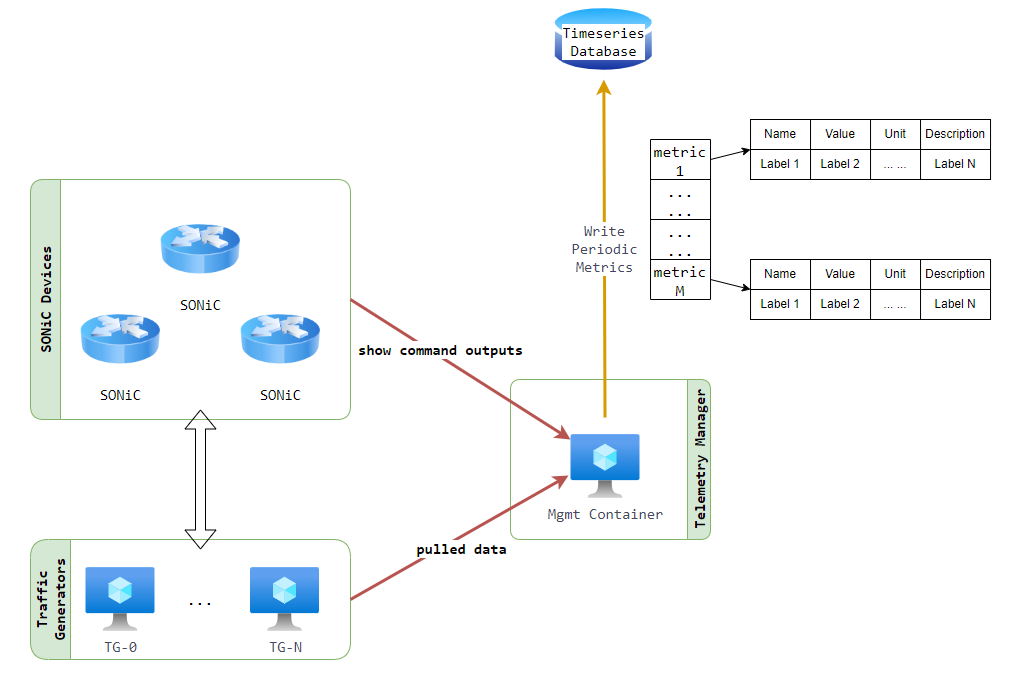 Timeseries
Database
Name Value Unit Description
Label 1 Label 2 ... ... Label N
metric
1
... 
...
...
...
metric
M
Name Value Unit Description
Label 1 Label 2 ... ... Label N
Write
Periodic
Metrics
SONiC Devices
SONiC
SONiC
SONiC
show command outputs
Telemetry Manager
Mgmt Container
pulled data
Traffic
Generators
...
TG-0
TG-N